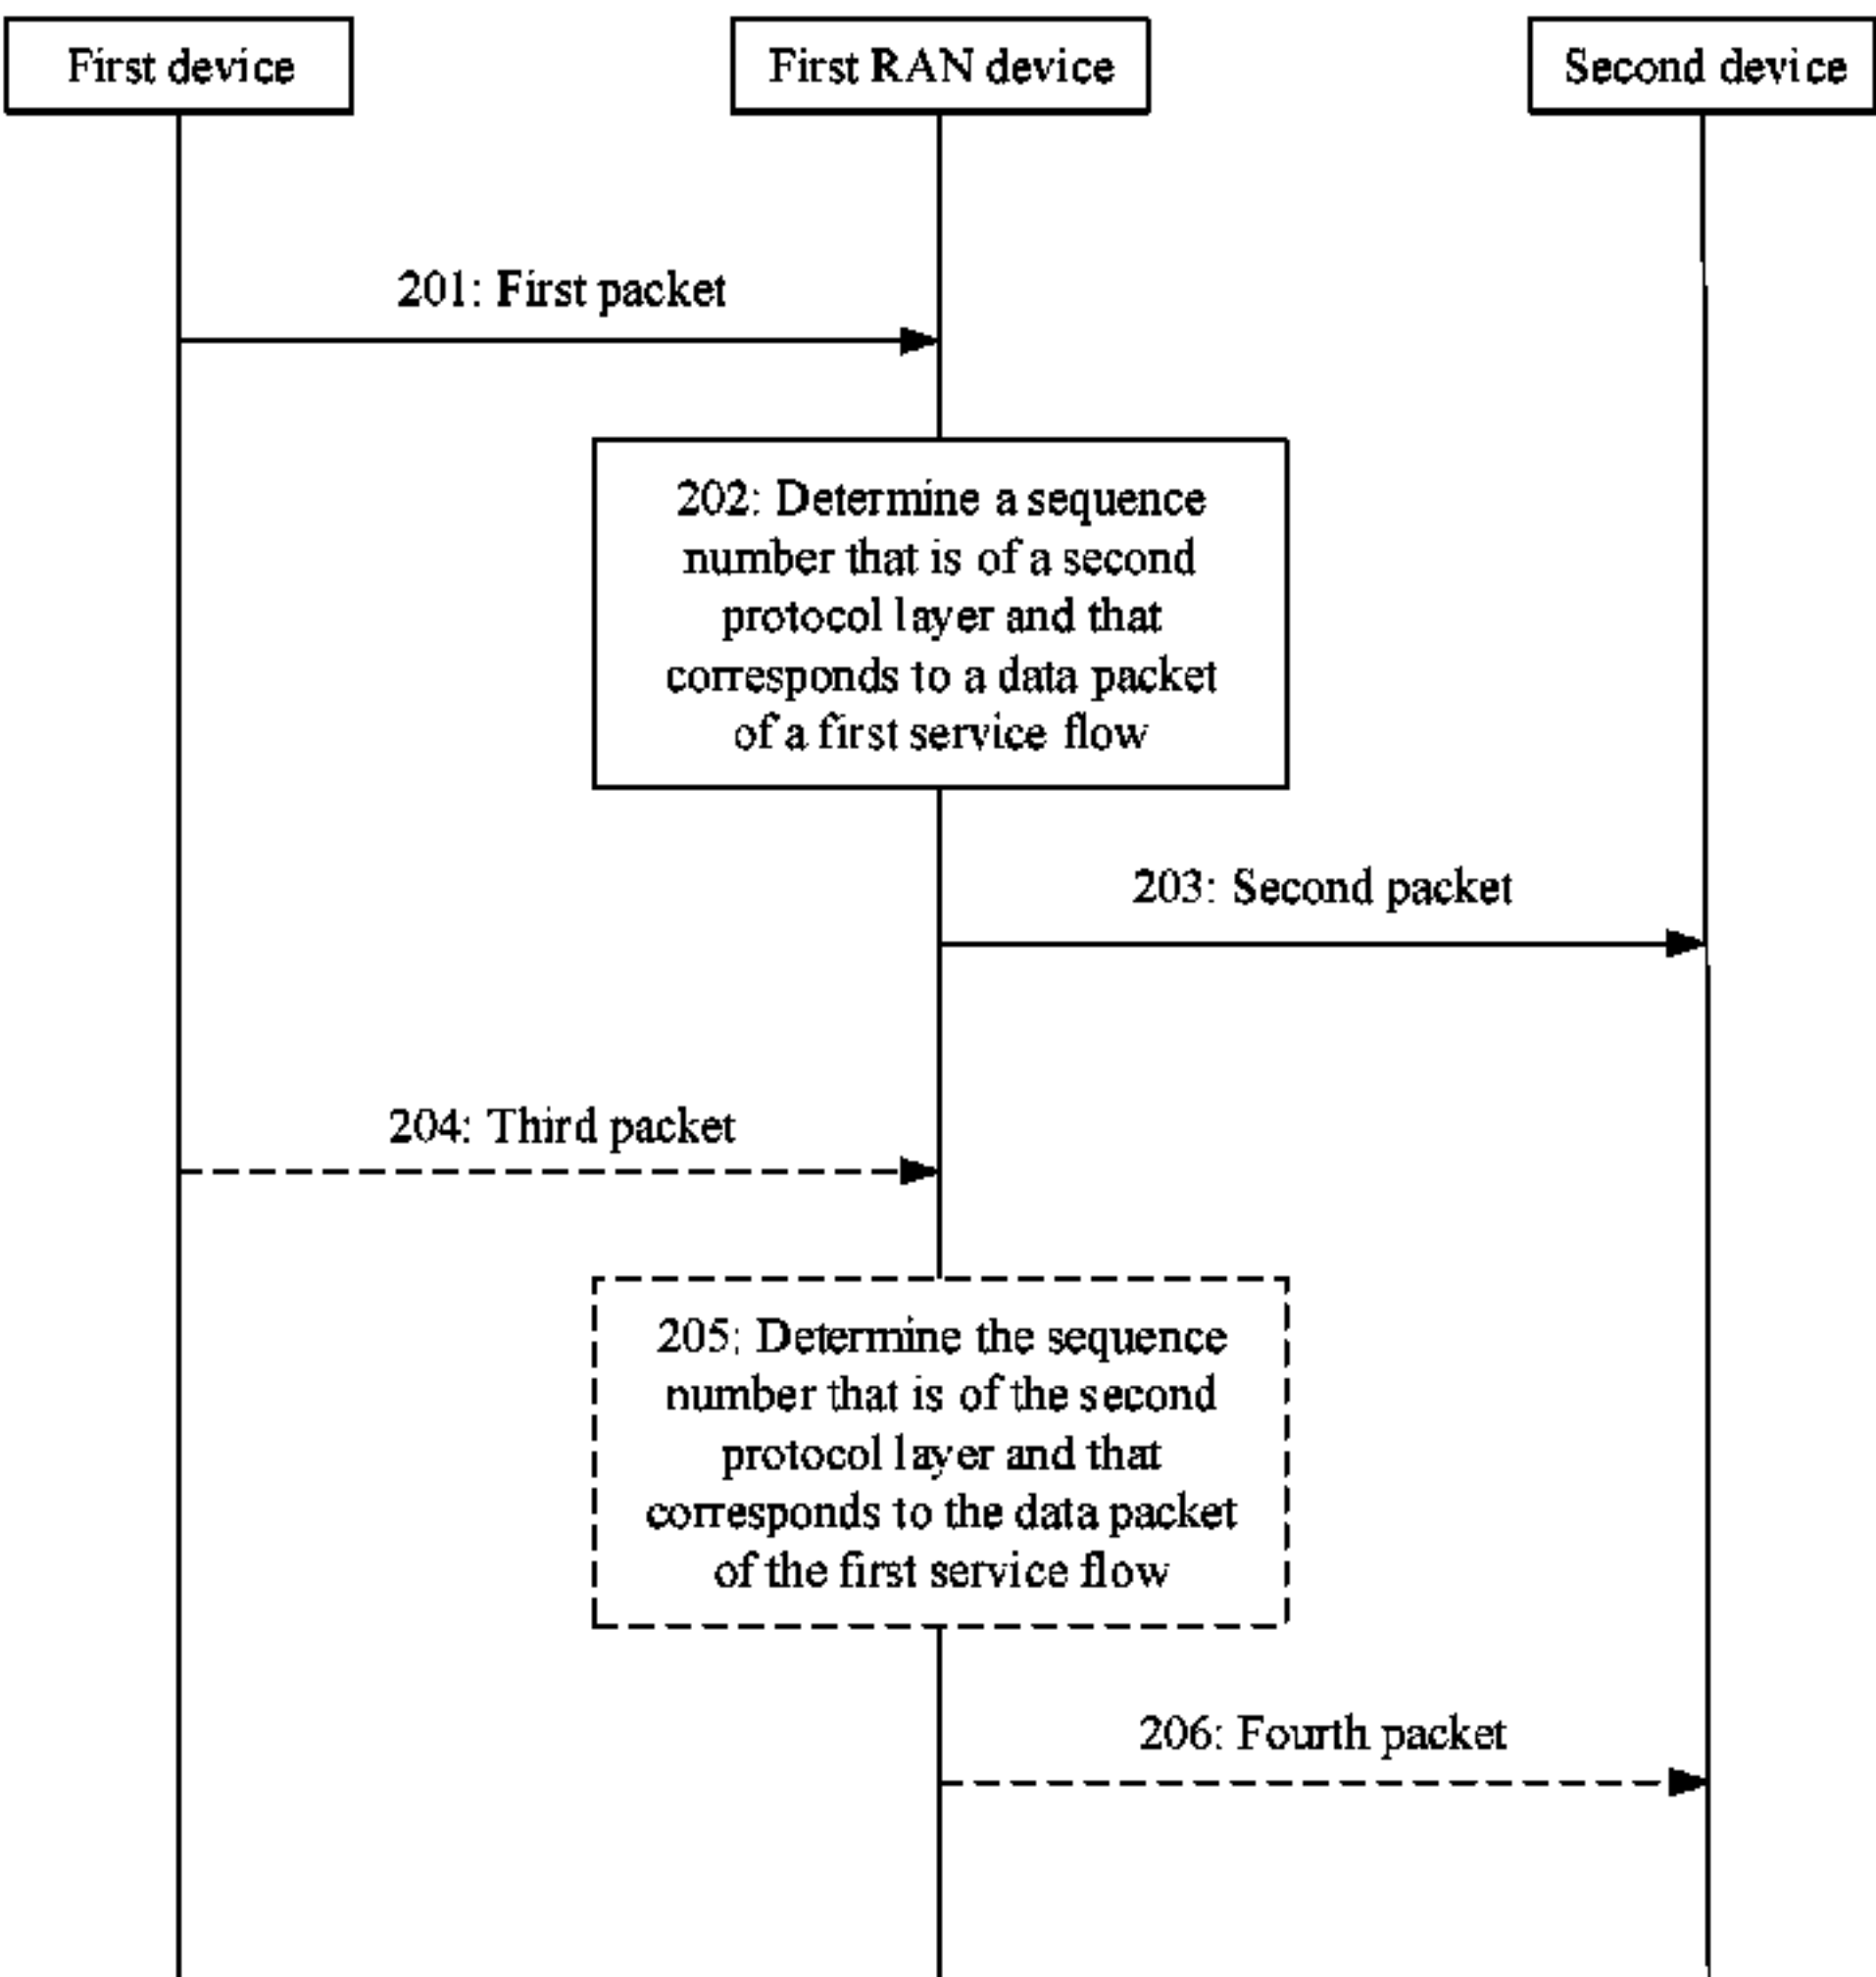 First device
First RAN device
Second device
201: First packet
202: Determine a sequence
number that is of a second
protocol layer and that
corresponds to a data packet
of a first service flow
203: Second packet
204: Third packet
205: Determine the sequence
number that is of the second
protocol layer and that
corresponds to the data packet
of the first service flow
206: Fourth packet